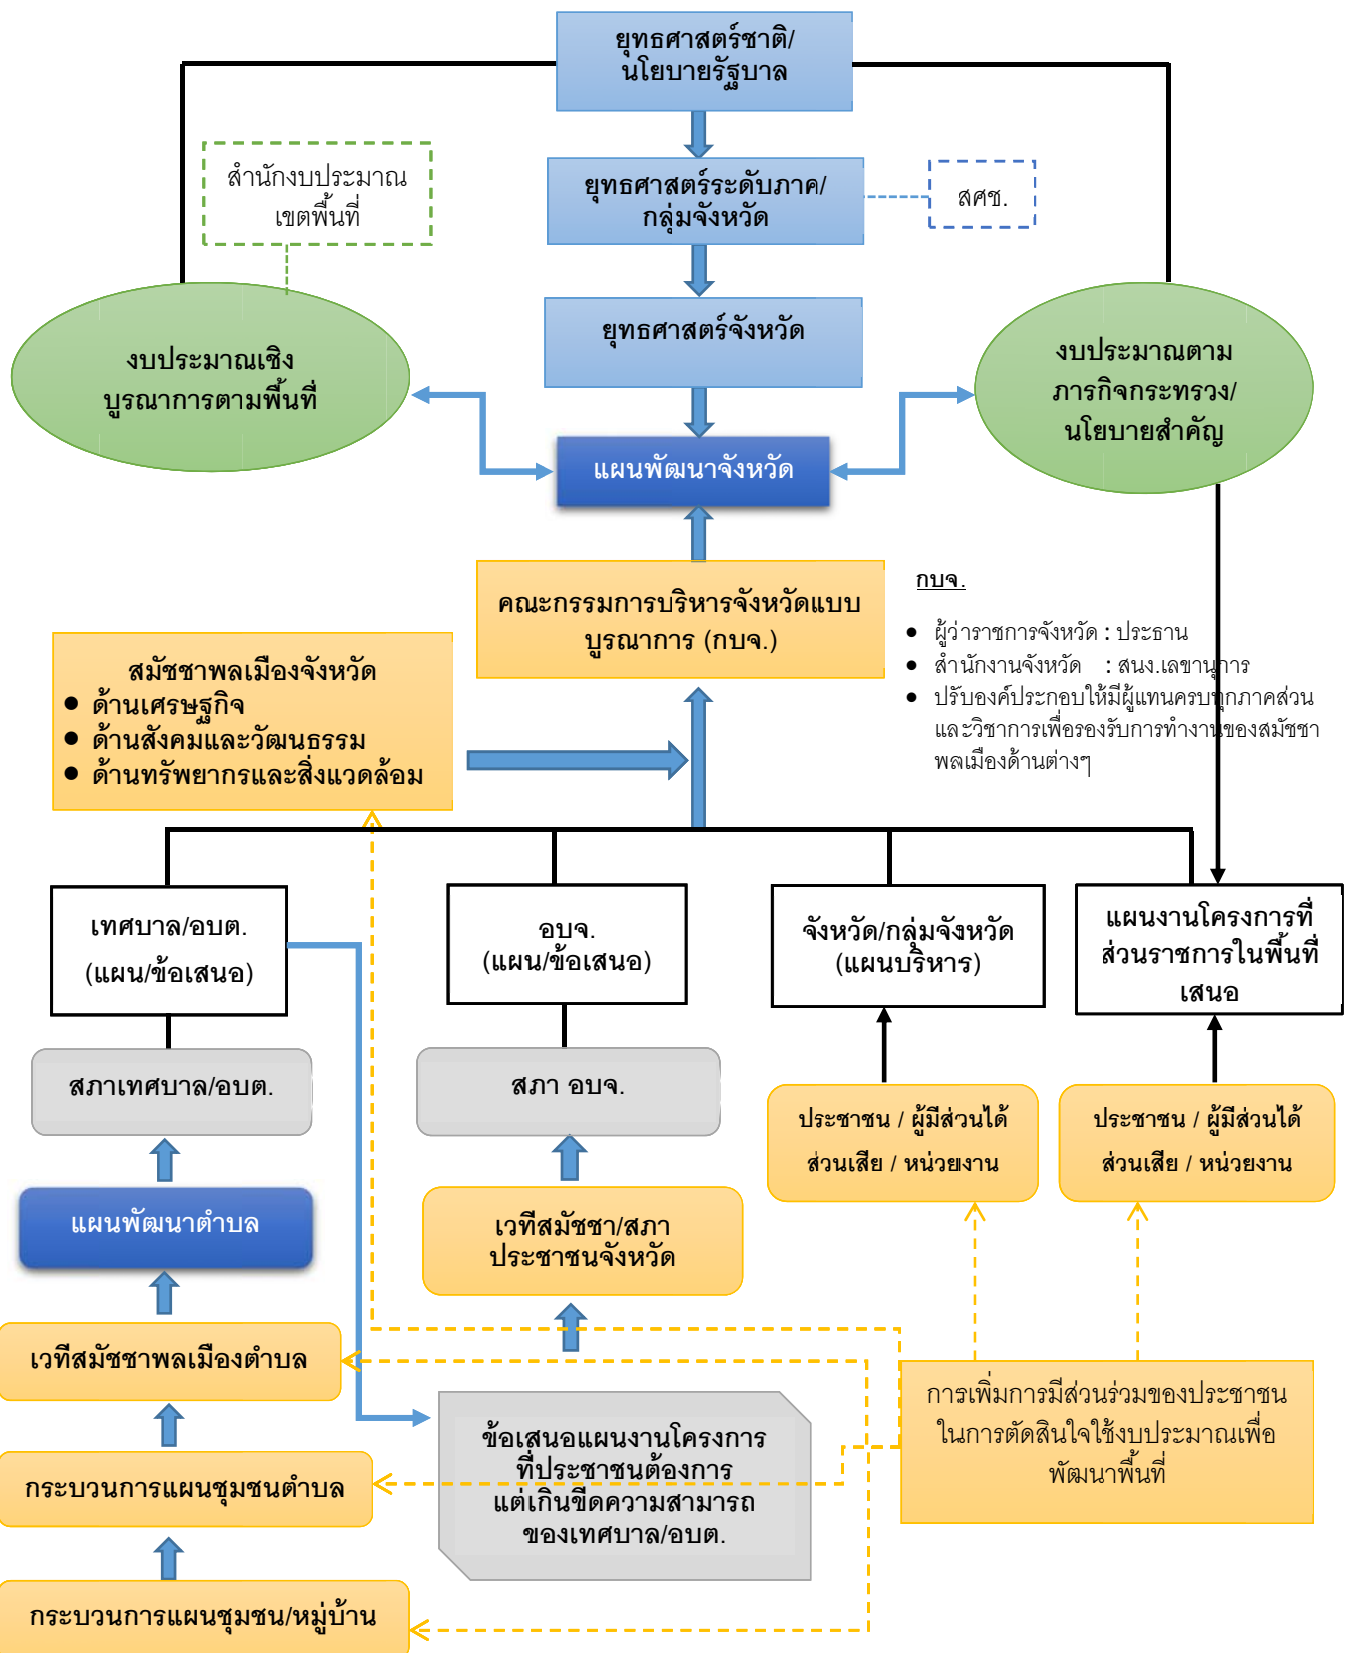 ยุทธศาสตร์ชาติ/
นโยบายรัฐบาล
สำนักงบประมาณ
เขตพื้นที่
ยุทธศาสตร์ระดับภาค/
กลุ่มจังหวัด
สศช.
ยุทธศาสตร์จังหวัด
งบประมาณเชิง
บูรณาการตามพื้นที่
งบประมาณตาม
ภารกิจกระทรวง/
นโยบายสำคัญ
แผนพัฒนาจังหวัด
คณะกรรมการบริหารจังหวัดแบบ
บูรณาการ (กบจ.)
กบจ.
● ผู้ว่าราชการจังหวัด : ประธาน
● สำนักงานจังหวัด : สนง.เลขานุการ
● ปรับองค์ประกอบให้มีผู้แทนครบทุกภาคส่วน
และวิชาการเพื่อรองรับการทำงานของสมัชชา
พลเมืองด้านต่างๆ
สมัชชาพลเมืองจังหวัด
● ด้านเศรษฐกิจ
● ด้านสังคมและวัฒนธรรม
● ด้านทรัพยากรและสิ่งแวดล้อม
เทศบาล/อบต.
(แผน/ข้อเสนอ)
อบจ.
(แผน/ข้อเสนอ)
จังหวัด/กลุ่มจังหวัด
(แผนบริหาร)
แผนงานโครงการที่
ส่วนราชการในพื้นที่
เสนอ
สภาเทศบาล/อบต.
สภา อบจ.
ประชาชน / ผู้มีส่วนได้
ส่วนเสีย / หน่วยงาน
ประชาชน / ผู้มีส่วนได้
ส่วนเสีย / หน่วยงาน
แผนพัฒนาตำบล
เวทีสมัชชา/สภา
ประชาชนจังหวัด
เวทีสมัชชาพลเมืองตำบล
การเพิ่มการมีส่วนร่วมของประชาชน
ในการตัดสินใจใช้งบประมาณเพื่อ
พัฒนาพื้นที่
ข้อเสนอแผนงานโครงการ
ที่ประชาชนต้องการ
แต่เกินขีดความสามารถ
ของเทศบาล/อบต.
กระบวนการแผนชุมชนตำบล
กระบวนการแผนชุมชน/หมู่บ้าน